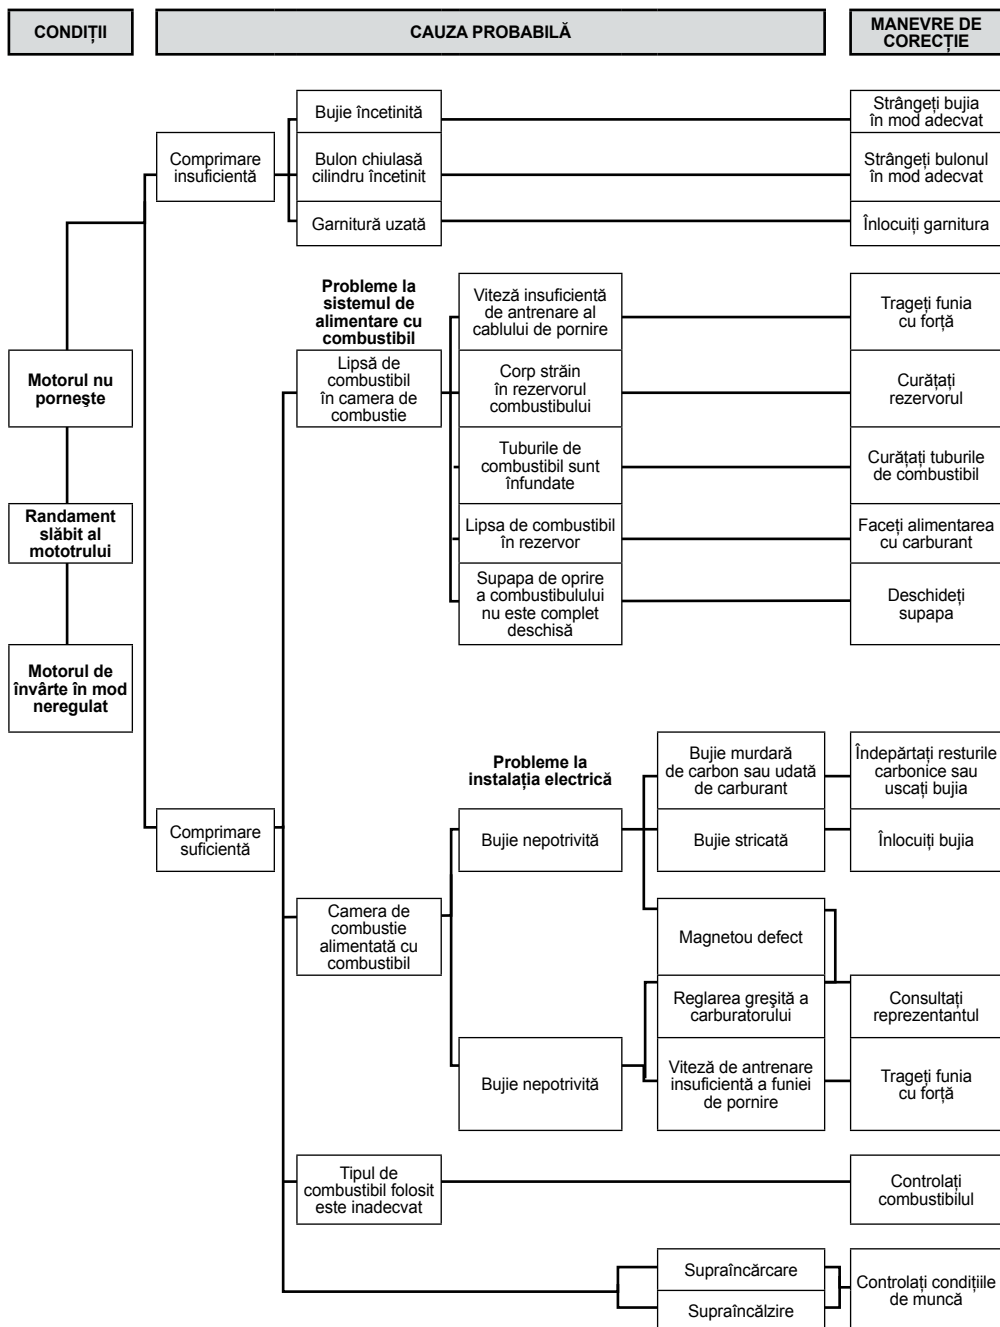 CONDIȚII
CAUZA PROBABILĂ
MANEVRE DE
CORECȚIE
Motorul nu
porneşte
Randament
slăbit al
mototrului
Motorul de
învârte în mod
neregulat
Comprimare
insuficientă
Bujie încetinită
Strângeți bujia
în mod adecvat
Bulon chiulasă
cilindru încetinit
Strângeți bulonul
în mod adecvat
Garnitură uzată
Înlocuiți garnitura
Comprimare
suficientă
Probleme la
sistemul de
alimentare cu
combustibil
Lipsă de
combustibil
în camera de
combustie
Viteză insuficientă
de antrenare al
cablului de pornire
Trageți funia
cu forță
Corp străin
în rezervorul
combustibului
Curățați
rezervorul
Tuburile de
combustibil sunt
înfundate
Curățați tuburile
de combustibil
Lipsa de combustibil
în rezervor
Faceți alimentarea
cu carburant
Supapa de oprire
a combustibulului
nu este complet
deschisă
Deschideți
supapa
Camera de
combustie
alimentată cu
combustibil
Probleme la
instalația electrică
Bujie nepotrivită
Bujie murdară
de carbon sau udată
de carburant
Îndepărtați resturile
carbonice sau
uscați bujia
Bujie stricată
Înlocuiți bujia
Magnetou defect
Bujie nepotrivită
Reglarea greşită a
carburatorului
Consultați
reprezentantul
Viteză de antrenare
insuficientă a funiei
de pornire
Trageți funia
cu forță
Tipul de
combustibil folosit
este inadecvat
Controlați
combustibilul
Supraîncărcare
Supraîncălzire
Controlați condițiile
de muncă